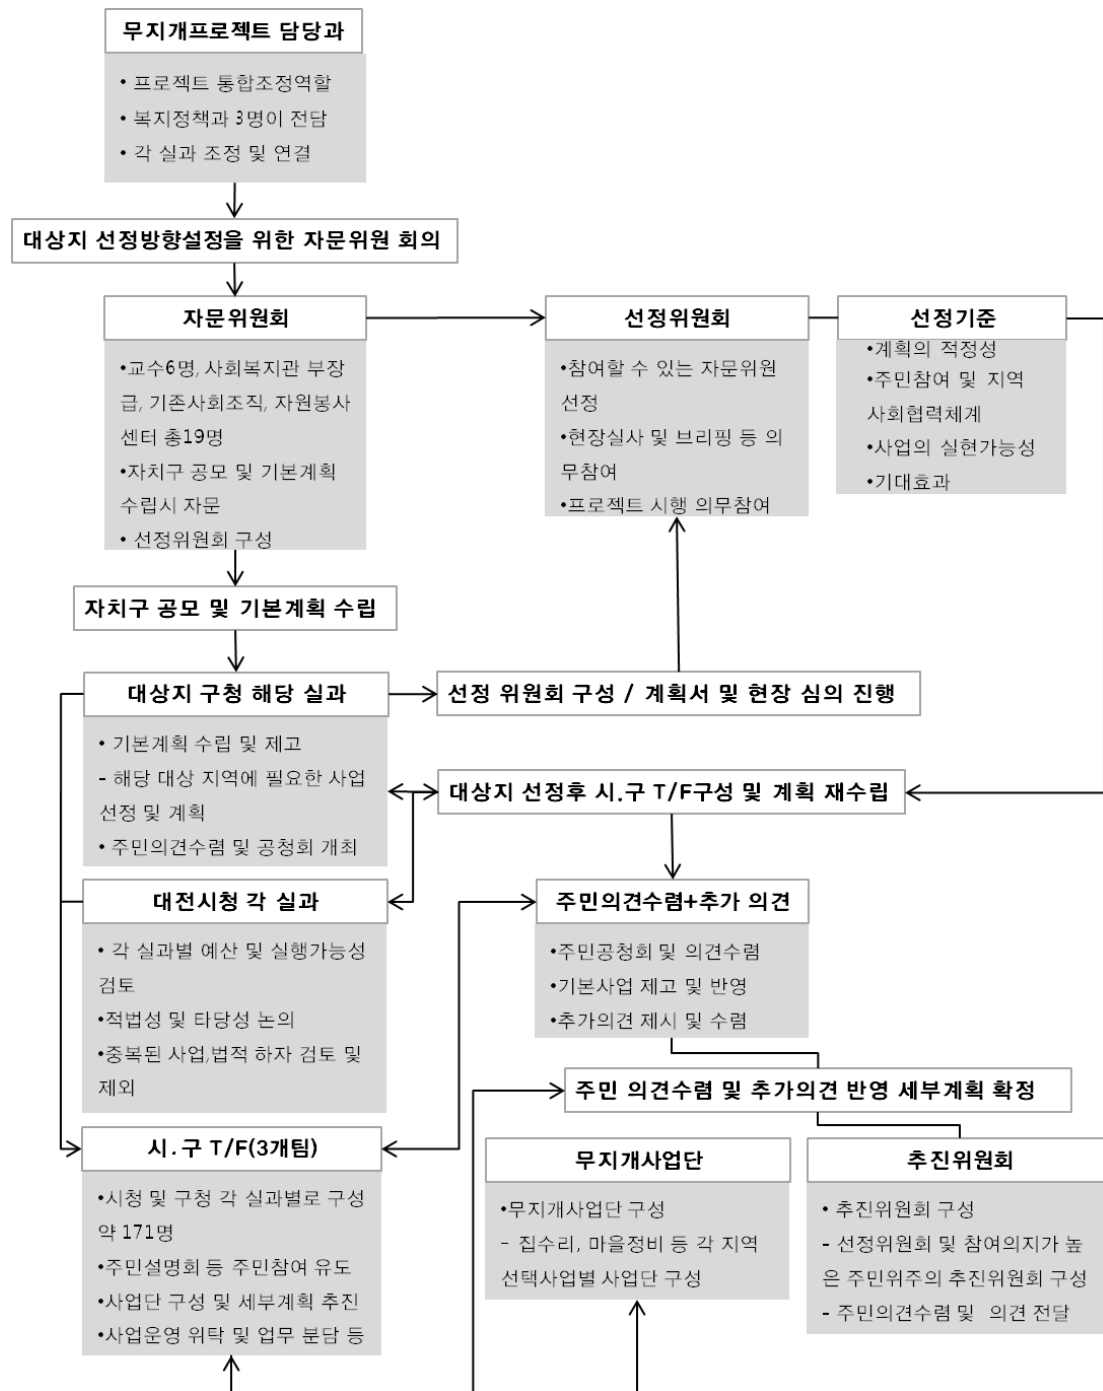 무지개프로젝트 담당과
• 프로젝트 통합조정역할
• 복지정책과 3명이 전담
• 각 실과 조정 및 연결
대상지 선정방향설정을 위한 자문위원 회의
자문위원회
•교수6명, 사회복지관 부장
급, 기존사회조직, 자원봉사
센터 총19명
•자치구 공모 및 기본계획
수립시 자문
• 선정위원회 구성
선정위원회
•참여할 수 있는 자문위원
선정
•현장실사 및 브리핑 등 의
무참여
•프로젝트 시행 의무참여
선정기준
•계획의 적정성
•주민참여 및 지역
사회협력체계
•사업의 실현가능성
•기대효과
자치구 공모 및 기본계획 수립
대상지 구청 해당 실과
• 기본계획 수립 및 제고
- 해당 대상 지역에 필요한 사업
선정 및 계획
• 주민의견수렴 및 공청회 개최
선정 위원회 구성 / 계획서 및 현장 심의 진행
대상지 선정후 시.구 T/F구성 및 계획 재수립
대전시청 각 실과
• 각 실과별 예산 및 실행가능성
검토
•적법성 및 타당성 논의
•중복된 사업,법적 하자 검토 및
제외
주민의견수렴+추가 의견
•주민공청회 및 의견수렴
•기본사업 제고 및 반영
•추가의견 제시 및 수렴
주민 의견수렴 및 추가의견 반영 세부계획 확정
시.구 T/F(3개팀)
•시청 및 구청 각 실과별로 구성
약 171명
•주민설명회 등 주민참여 유도
•사업단 구성 및 세부계획 추진
•사업운영 위탁 및 업무 분담 등
무지개사업단
•무지개사업단 구성
- 집수리, 마을정비 등 각 지역
선택사업별 사업단 구성
추진위원회
• 추진위원회 구성
- 선정위원회 및 참여의지가 높
은 주민위주의 추진위원회 구성
- 주민의견수렴 및 의견 전달